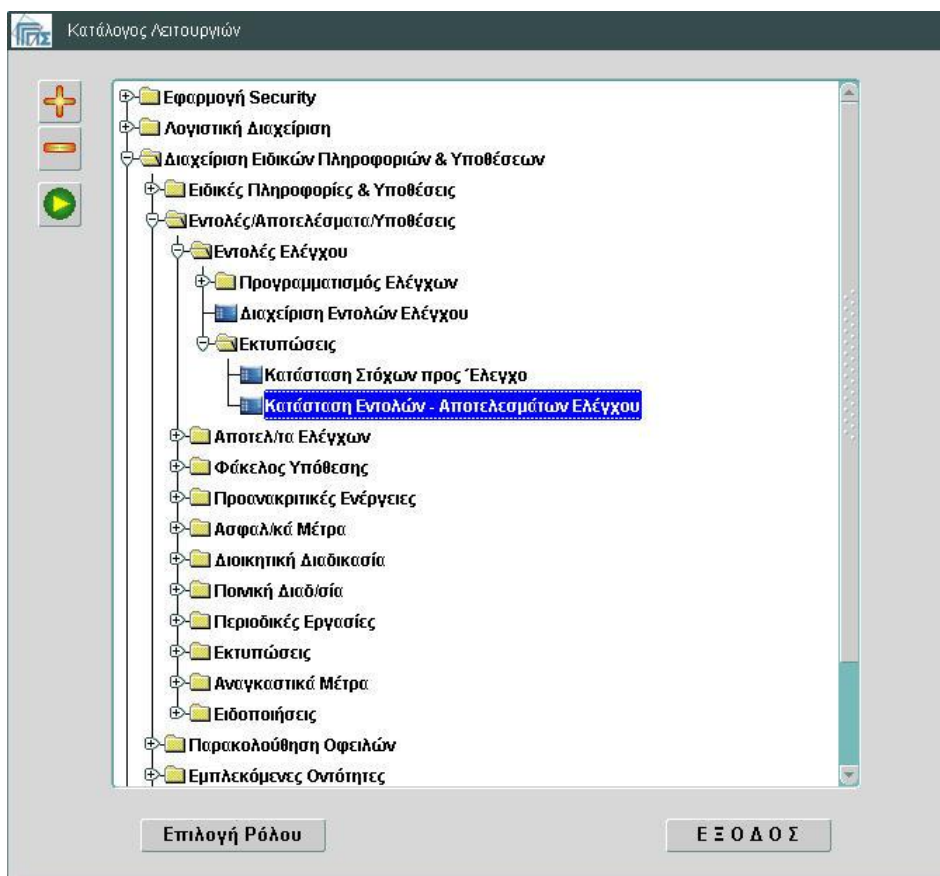 Κατάλογος Λειτουργιών
Εφαρμογή Security
Λογιστική Διαχείριση
Διαχείριση Ειδικών Πληροφοριών & Υποθέσεων
Ειδικές Πληροφορίες & Υποθέσεις
Εντολές/Αποτελέσματα/Υποθέσεις
Εντολές Ελέγχου
Προγραμματισμός Ελέγχων
Διαχείριση Εντολών Ελέγχου
Εκτυπώσεις
Κατάσταση Στόχων προς Έλεγχο
Κατάσταση Εντολών - Αποτελεσμάτων Ελέγχου
Αποτελ/τα Ελέγχων
Φάκελος Υπόθεσης
Προανακριτικές Ενέργειες
Ασφαλ/κά Μέτρα
Διοικητική Διαδικασία
Ποινική Διαδ/σία
Περιοδικές Εργασίες
Εκτυπώσεις
Αναγκαστικά Μέτρα
Ειδοποιήσεις
Παρακολούθηση Οφειλών
Εμπλεκόμενες Οντότητες
Επιλογή Ρόλου
Ε Ξ Ο Δ Ο Σ